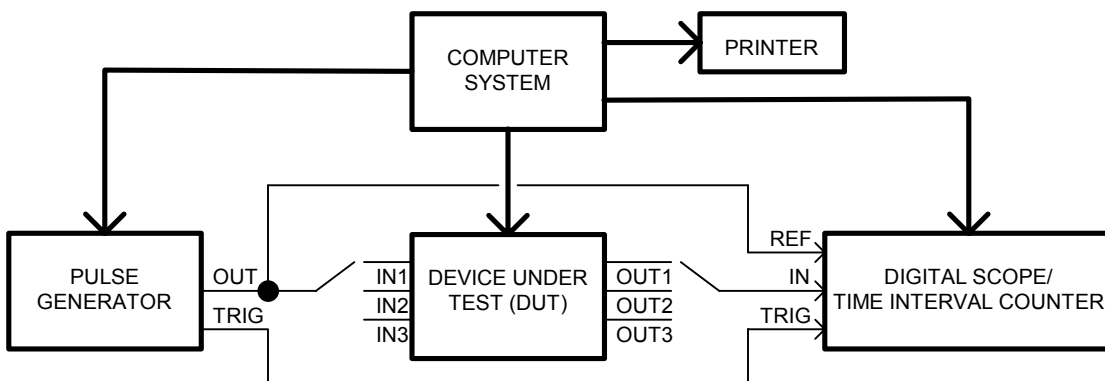 COMPUTER
SYSTEM
PRINTER
PULSE
GENERATOR
OUT
TRIG
IN1
IN2
IN3
DEVICE UNDER
TEST (DUT)
OUT1
OUT2
OUT3
REF
IN
TRIG
DIGITAL SCOPE/
TIME INTERVAL COUNTER